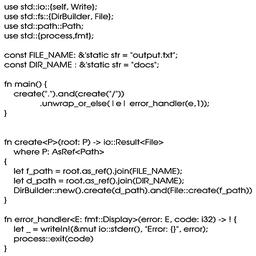 use std::io::{self, Write};
use std::fs::{DirBuilder, File};
use std::path::Path;
use std::{process,fmt};

const FILE_NAME: &'static str = "output.txt";
const DIR_NAME : &'static str = "docs";

fn main() {
    create(".").and(create("/"))
            .unwrap_or_else(|e| error_handler(e,1));
}

fn create<P>(root: P) -> io::Result<File>
    where P: AsRef<Path>
{
    let f_path = root.as_ref().join(FILE_NAME);
    let d_path = root.as_ref().join(DIR_NAME);
    DirBuilder::new().create(d_path).and(File::create(f_path))
}

fn error_handler<E: fmt::Display>(error: E, code: i32) -> ! {
    let _ = writeln!(&mut io::stderr(), "Error: {}", error);
    process::exit(code)
}